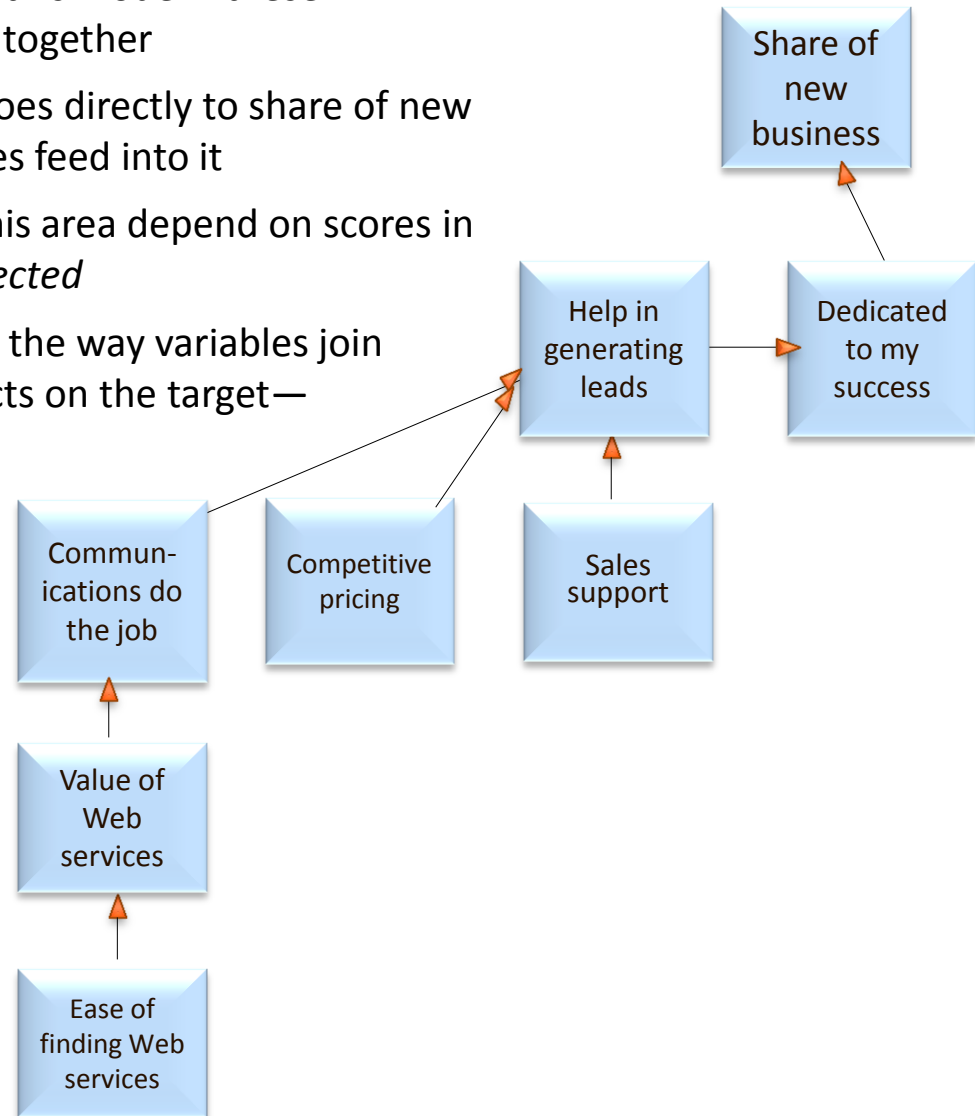 together
oes directly to share of new
es feed into it
his area depend on scores in
ected
the way variables join
cts on the target—
Share of
new
business
Help in
generating
leads
Dedicated
to my
success
Commun-
ications do
the job
Competitive
pricing
Sales
support
Value of
Web
services
Ease of
finding Web
services